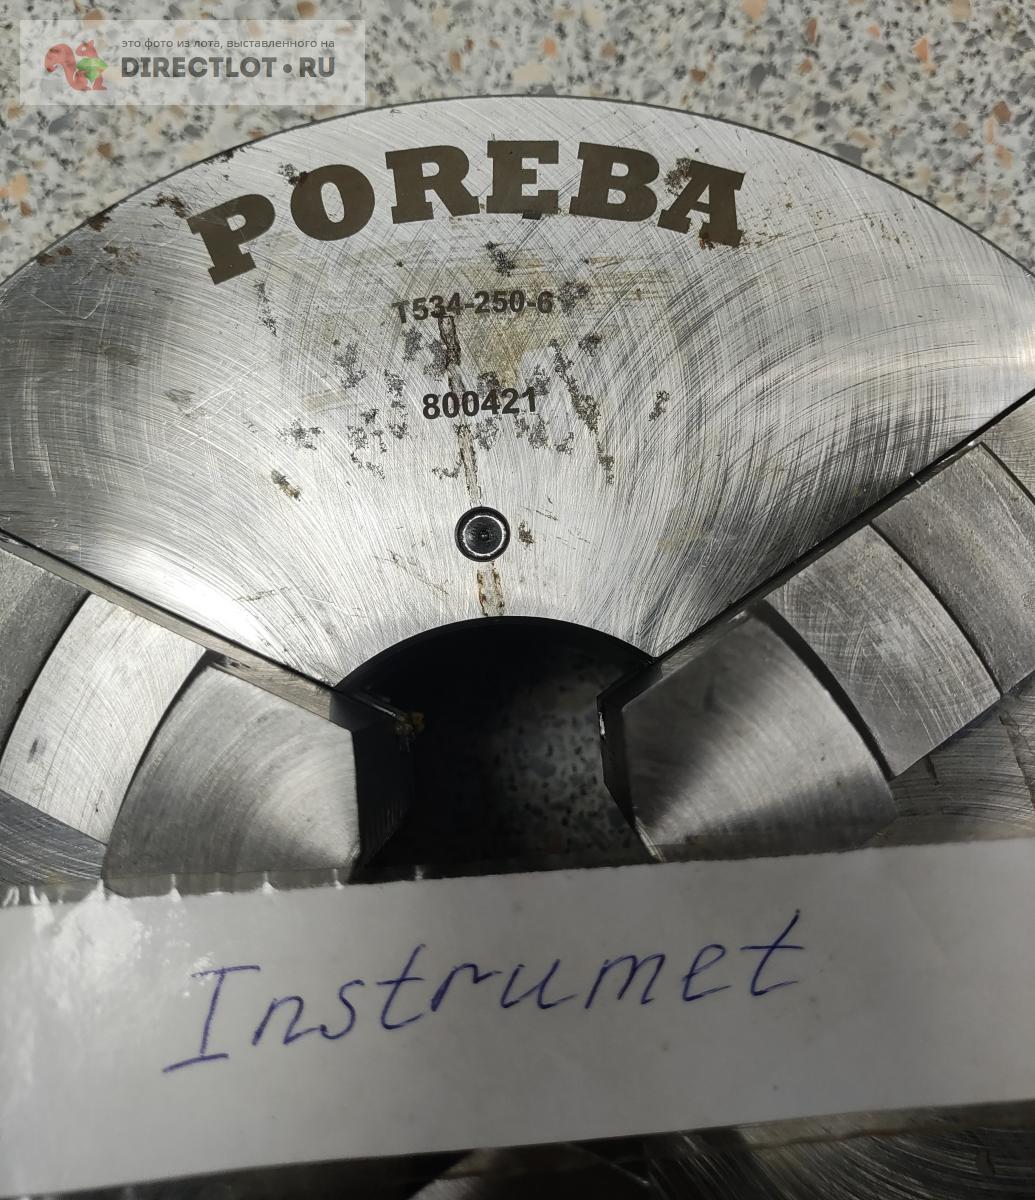 это фото из лота, выставленного на
DIRECTLOT•RU
POREBA
T534-250-6
800421
Instrumet